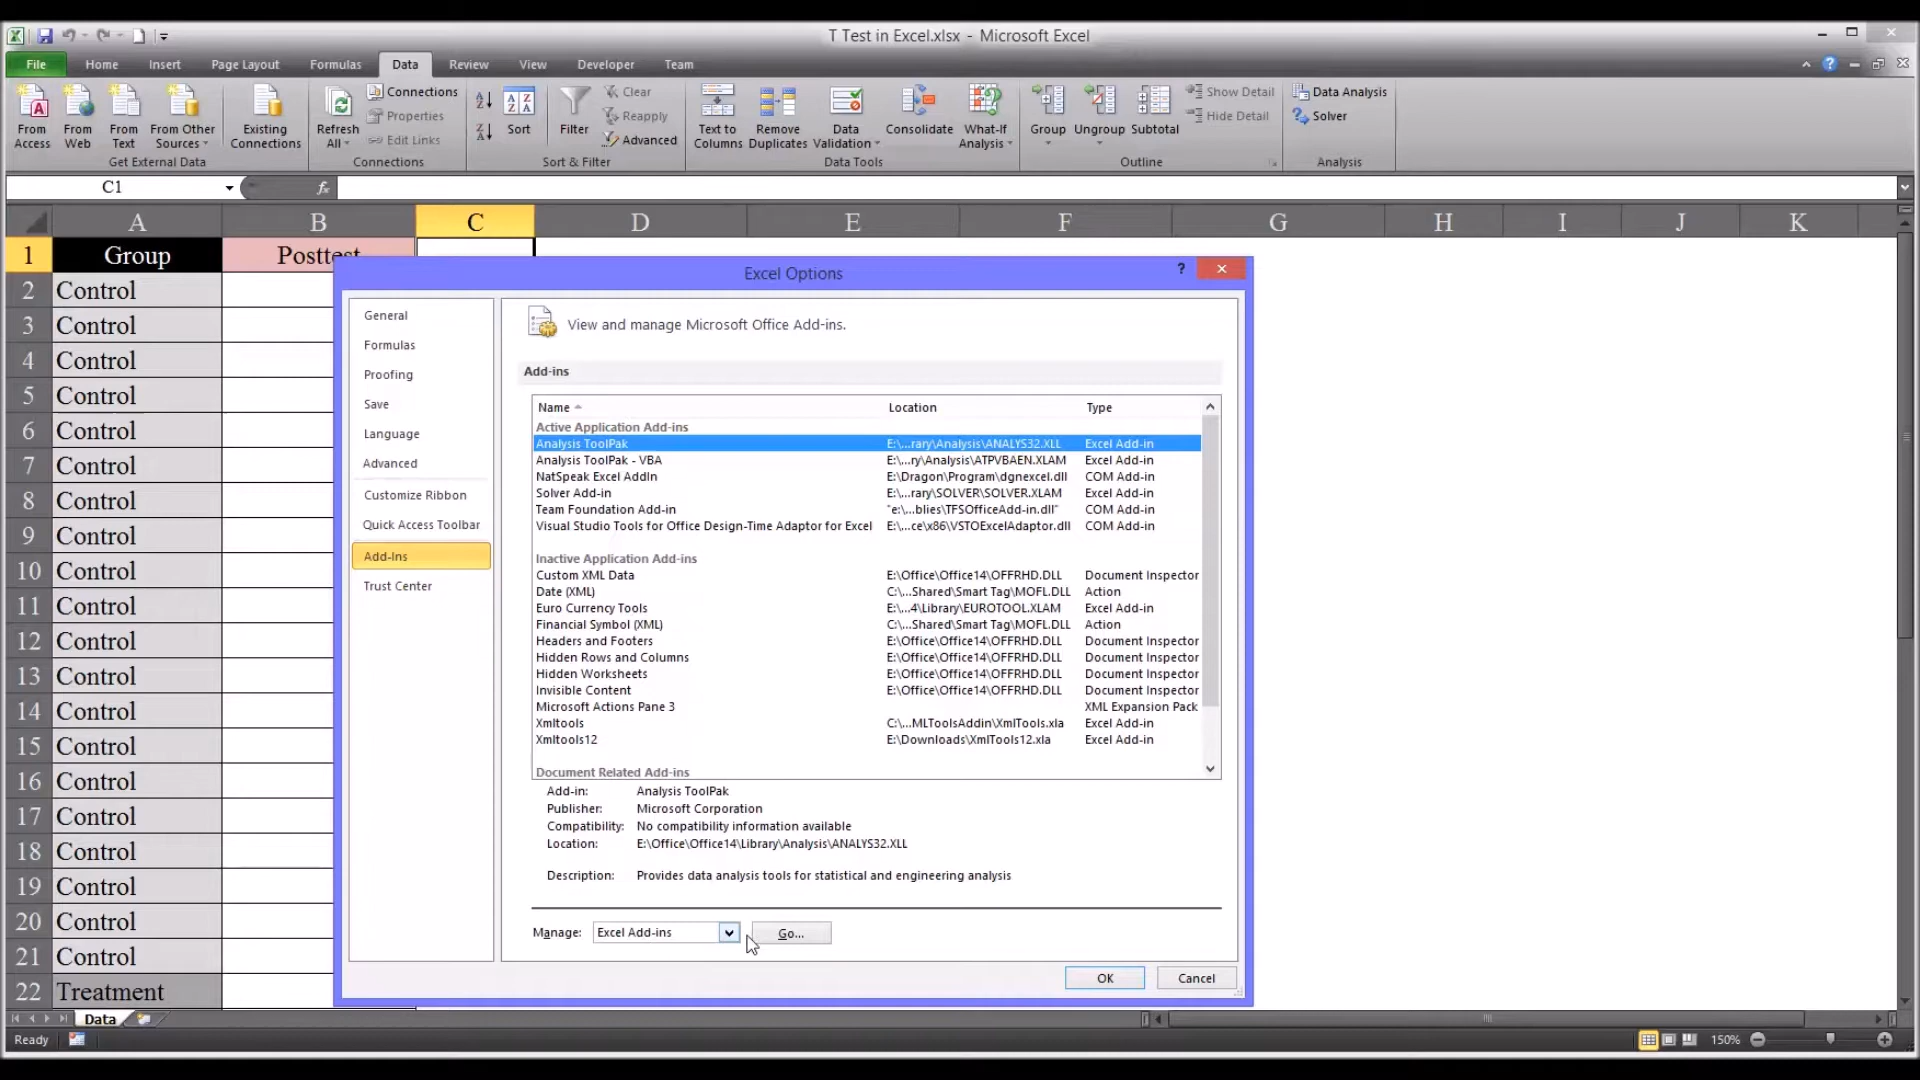 T Test in Excel.xlsx - Microsoft Excel
File Home Insert Page Layout Formulas Data Review View Developer Team
From Access
From Web
From Text
From Other Sources
Existing Connections
Get External Data
Refresh All
Connections
Properties
Edit Links
Connections
Sort
Filter
Clear
Reapply
Advanced
Sort & Filter
Text to Columns
Remove Duplicates
Data Validation
Consolidate
What-If Analysis
Data Tools
Group
Ungroup
Subtotal
Show Detail
Hide Detail
Outline
Data Analysis
Solver
Analysis
C1 fx
A B C D E F G H I J K
1 Group Posttest
2 Control
3 Control
4 Control
5 Control
6 Control
7 Control
8 Control
9 Control
10 Control
11 Control
12 Control
13 Control
14 Control
15 Control
16 Control
17 Control
18 Control
19 Control
20 Control
21 Control
22 Treatment
Excel Options
General
Formulas
Proofing
Save
Language
Advanced
Customize Ribbon
Quick Access Toolbar
Add-Ins
Trust Center
View and manage Microsoft Office Add-ins.
Add-ins
Name Location Type
Active Application Add-ins
Analysis ToolPak E:\...rary\Analysis\ANALYS32.XLL Excel Add-in
Analysis ToolPak - VBA E:\...ry\Analysis\ATPVBAEN.XLAM Excel Add-in
NatSpeak Excel AddIn E:\Dragon\Program\dgnexcel.dll COM Add-in
Solver Add-in E:\...rary\SOLVER\SOLVER.XLAM Excel Add-in
Team Foundation Add-in "e:\...blies\TFSOfficeAdd-in.dll" COM Add-in
Visual Studio Tools for Office Design-Time Adaptor for Excel E:\...ce\x86\VSTOExcelAdaptor.dll COM Add-in
Inactive Application Add-ins
Custom XML Data E:\Office\Office14\OFFRHD.DLL Document Inspector
Date (XML) C:\...Shared\Smart Tag\MOFL.DLL Action
Euro Currency Tools E:\...4\Library\EUROTOOL.XLAM Excel Add-in
Financial Symbol (XML) C:\...Shared\Smart Tag\MOFL.DLL Action
Headers and Footers E:\Office\Office14\OFFRHD.DLL Document Inspector
Hidden Rows and Columns E:\Office\Office14\OFFRHD.DLL Document Inspector
Hidden Worksheets E:\Office\Office14\OFFRHD.DLL Document Inspector
Invisible Content E:\Office\Office14\OFFRHD.DLL Document Inspector
Microsoft Actions Pane 3 XML Expansion Pack
Xmltools C:\...MLToolsAddin\XmlTools.xla Excel Add-in
Xmltools12 E:\Downloads\XmlTools12.xla Excel Add-in
Document Related Add-ins
Add-in: Analysis ToolPak
Publisher: Microsoft Corporation
Compatibility: No compatibility information available
Location: E:\Office\Office14\Library\Analysis\ANALYS32.XLL
Description: Provides data analysis tools for statistical and engineering analysis
Manage: Excel Add-ins Go...
OK Cancel
Data
Ready 150%